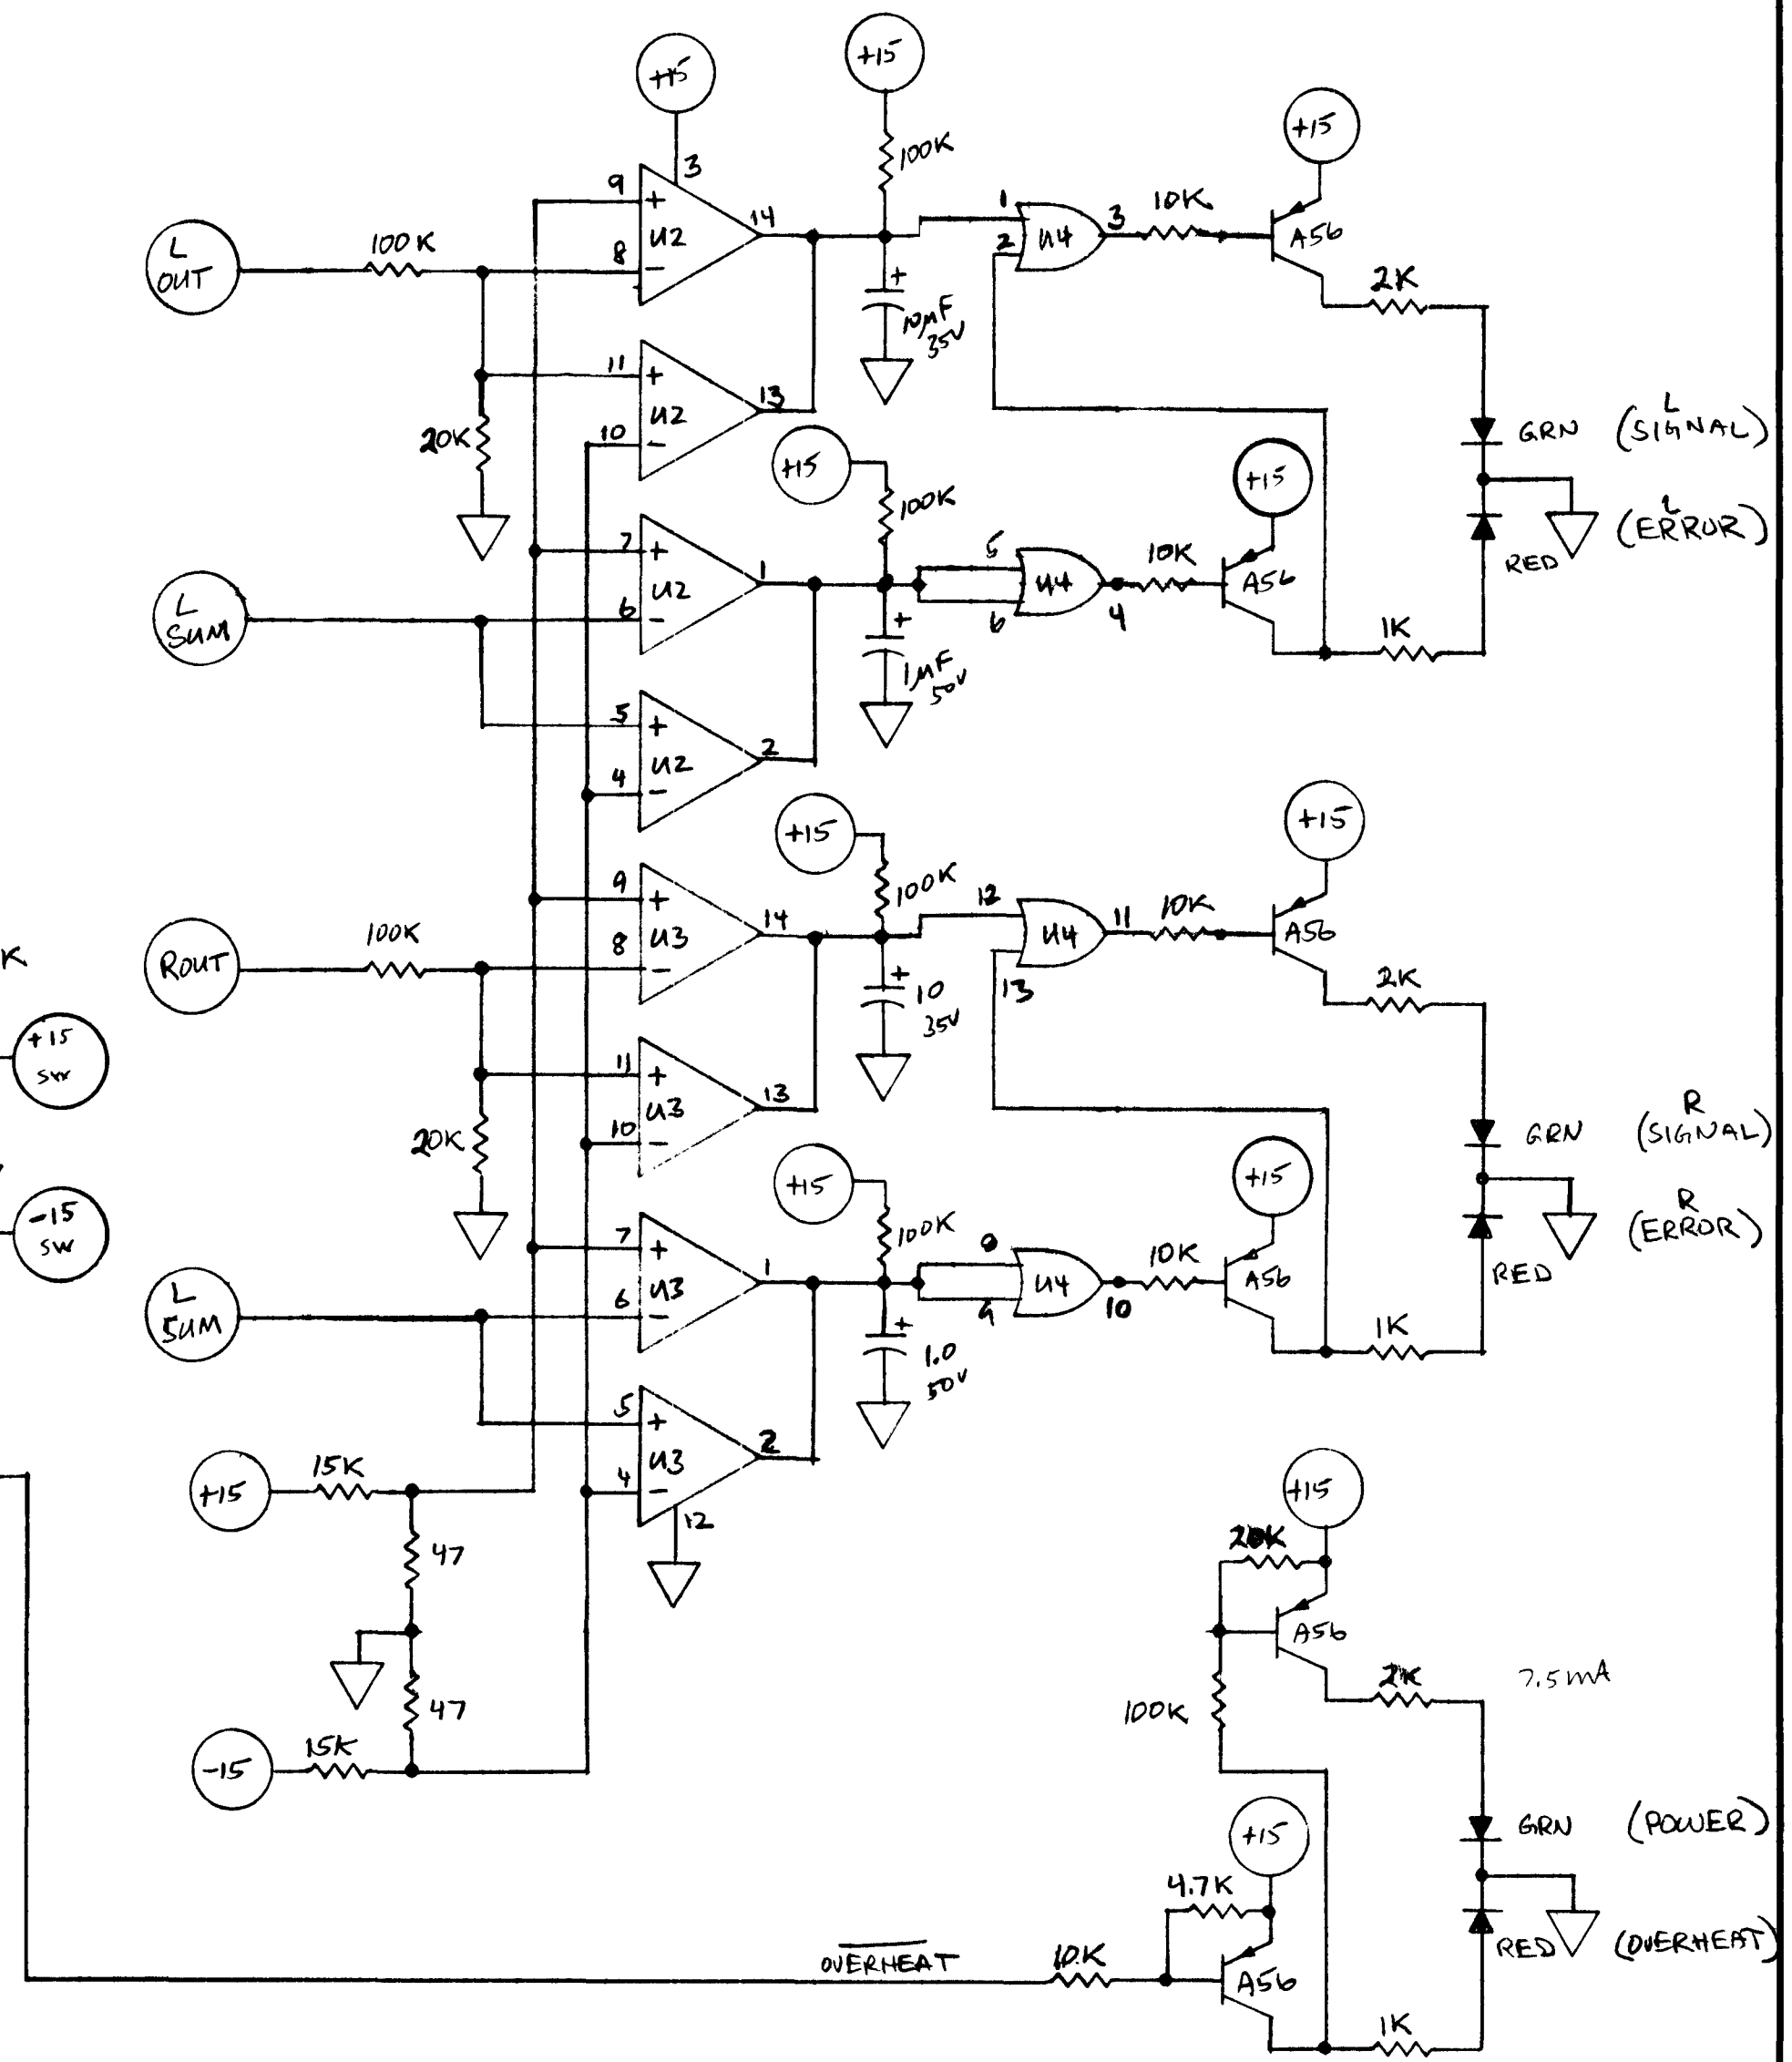 +15
+15
+15
3
100K
9
+
14
1
10K
3
L
OUT
100K
U2
2
U4
A56
8
-
2K
+
10µF
35V
11
+
13
20K
U2
10
-
L
GRN (SIGNAL)
+15
+15
100K
L
(ERROR)
RED
7
+
1
5
10K
U2
U4
A56
L
SUM
6
-
+
6
4
1K
1µF
50V
5
+
2
U2
4
-
+15
+15
100K
9
+
14
12
11
10K
K
ROUT
100K
U3
U4
A56
8
-
+
10
35V
13
2K
+15
SW
11
+
13
U3
20K
10
-
R
GRN (SIGNAL)
+15
+15
-15
SW
R
(ERROR)
RED
7
+
1
100K
8
10K
U3
U4
A56
L
SUM
6
-
+
9
10
1K
1.0
50V
5
+
2
U3
4
-
12
+15
15K
47
+15
20K
A56
47
100K
2K
7.5mA
-15
15K
GRN (POWER)
+15
4.7K
OVERHEAT
10K
A56
RED (OVERHEAT)
1K